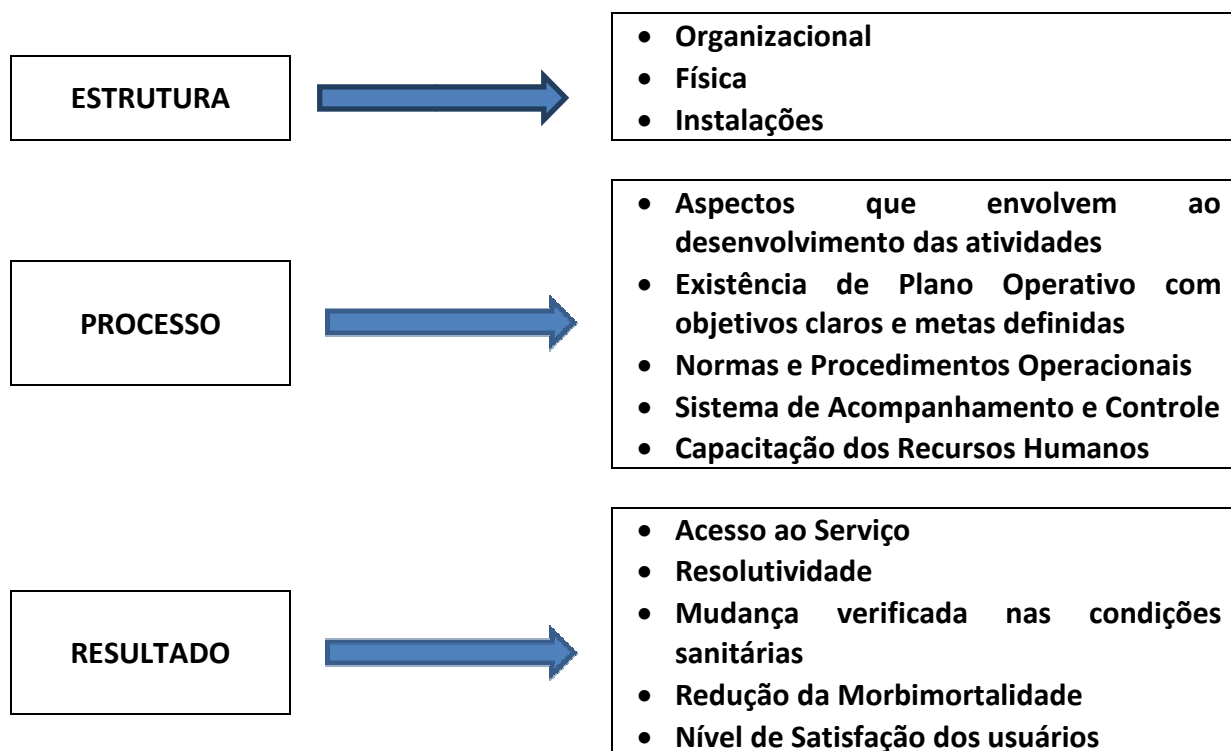 ESTRUTURA
• Organizacional
• Física
• Instalações
PROCESSO
• Aspectos que envolvem ao
desenvolvimento das atividades
• Existência de Plano Operativo com
objetivos claros e metas definidas
• Normas e Procedimentos Operacionais
• Sistema de Acompanhamento e Controle
• Capacitação dos Recursos Humanos
RESULTADO
• Acesso ao Serviço
• Resolutividade
• Mudança verificada nas condições
sanitárias
• Redução da Morbimortalidade
• Nível de Satisfação dos usuários